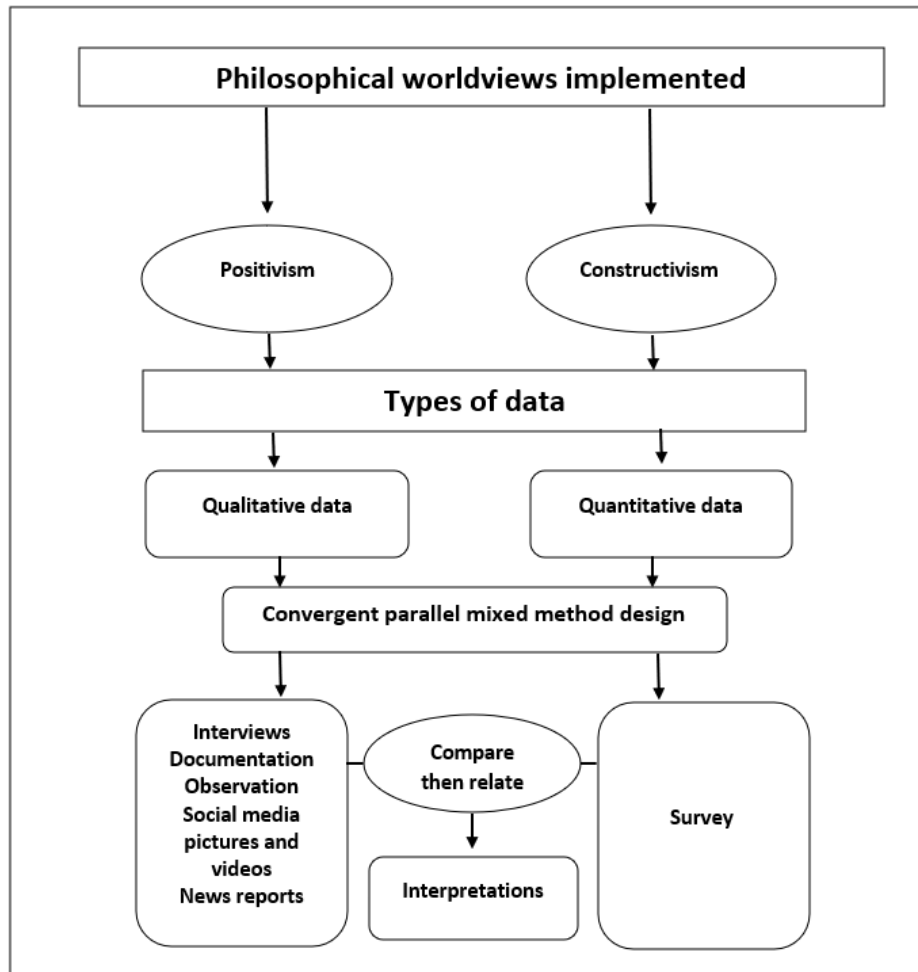 Philosophical worldviews implemented
Positivism
Constructivism
Types of data
Qualitative data
Quantitative data
Convergent parallel mixed method design
Interviews
Documentation
Observation
Social media
pictures and
videos
News reports
Compare
then relate
Survey
Interpretations